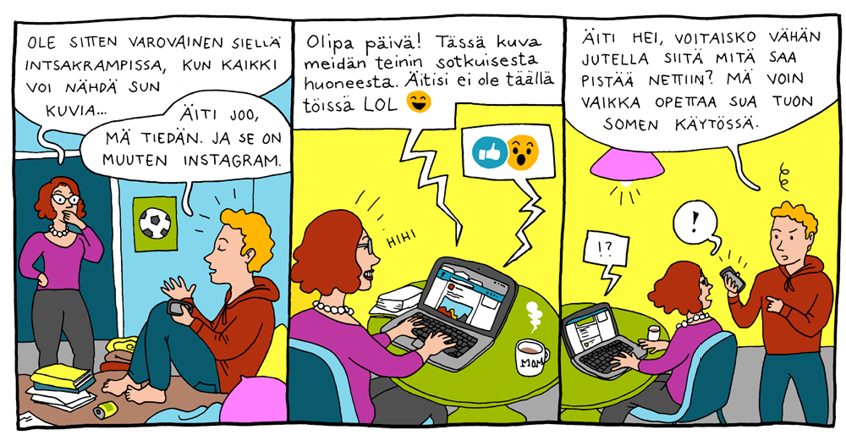 OLE SITTEN VAROVAINEN SIELLÄ
INTSAKRAMPISSA, KUN KAIKKI
VOI NÄHDÄ SUN
KUVIA...
ÄITI JOO,
MÄ TIEDÄN. JA SE ON
MUUTEN INSTAGRAM.
Olipa päivä! Tässä kuva
meidän teinin sotkuisesta
huoneesta. Äitisi ei ole täällä
töissä LOL
HIHI
MOM
ÄITI HEI, VOITAISKO VÄHÄN
JUTELLA SIITÄ MITÄ SAA
PISTÄÄ NETTIIN? MÄ VOIN
VAIKKA OPETTAA SUA TUON
SOMEN KÄYTÖSSÄ.
!
!?